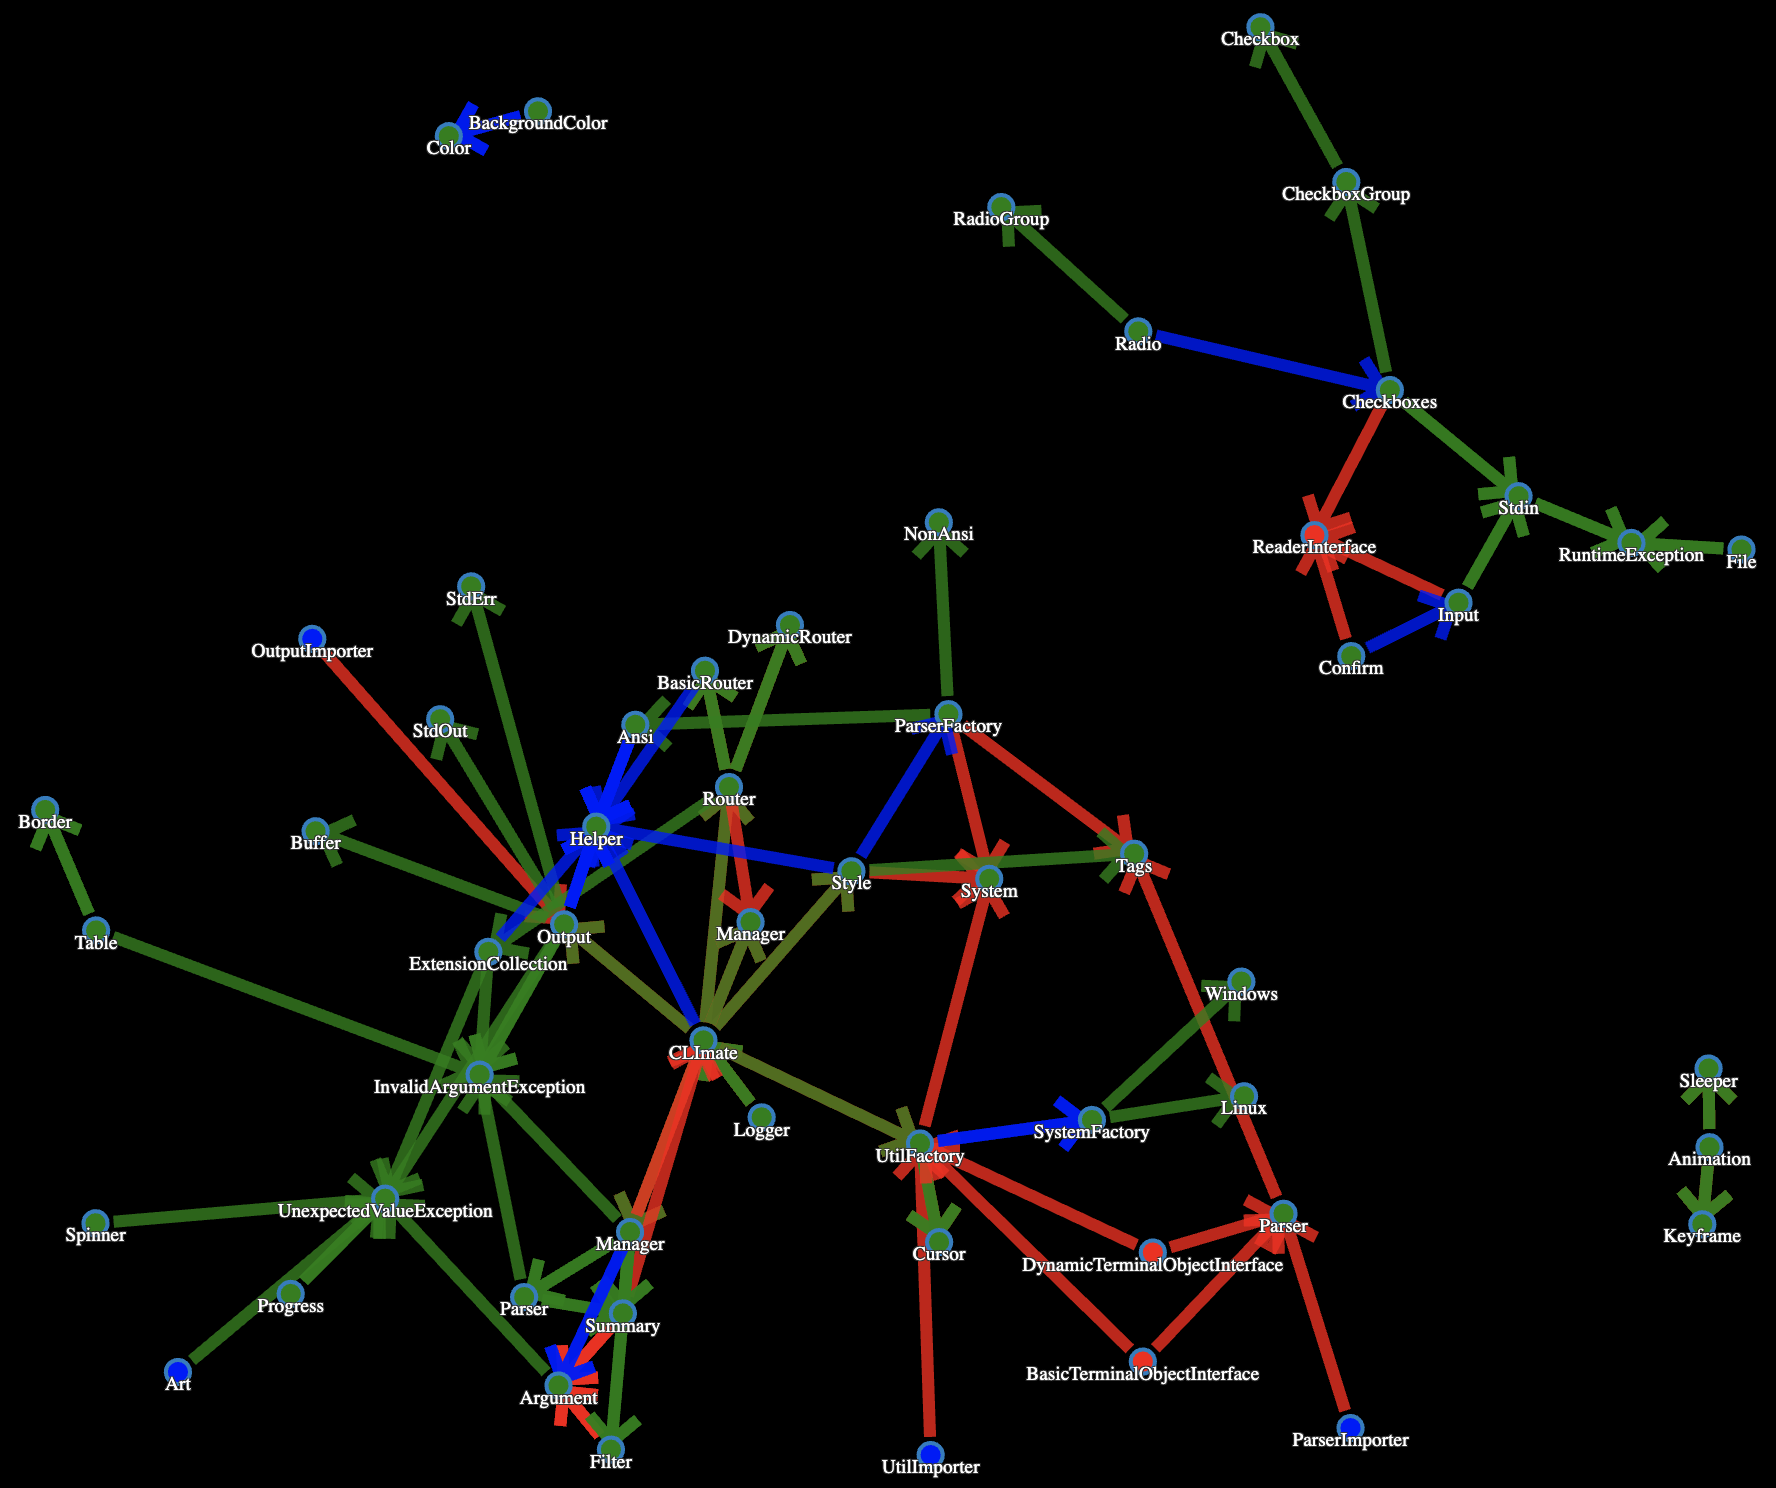 Checkbox
BackgroundColor
Color
CheckboxGroup
RadioGroup
Radio
Checkboxes
Stdin
NonAnsi
ReaderInterface
RuntimeException
File
StdErr
Input
DynamicRouter
OutputImporter
Confirm
BasicRouter
StdOut
Ansi
ParserFactory
Router
Border
Buffer
Helper
Tags
Style
System
Table
Output
Manager
ExtensionCollection
Windows
CLImate
Sleeper
InvalidArgumentException
Linux
Logger
SystemFactory
UtilFactory
Animation
UnexpectedValueException
Parser
Spinner
Manager
Cursor
Keyframe
DynamicTerminalObjectInterface
Progress
Parser
Summary
Art
BasicTerminalObjectInterface
Argument
ParserImporter
Filter
UtilImporter